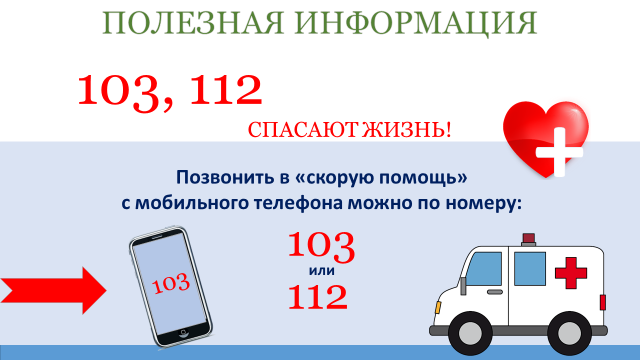 ПОЛЕЗНАЯ ИНФОРМАЦИЯ
103, 112
СПАСАЮТ ЖИЗНЬ!
Позвонить в «скорую помощь»
с мобильного телефона можно по номеру:
103
или
112
103